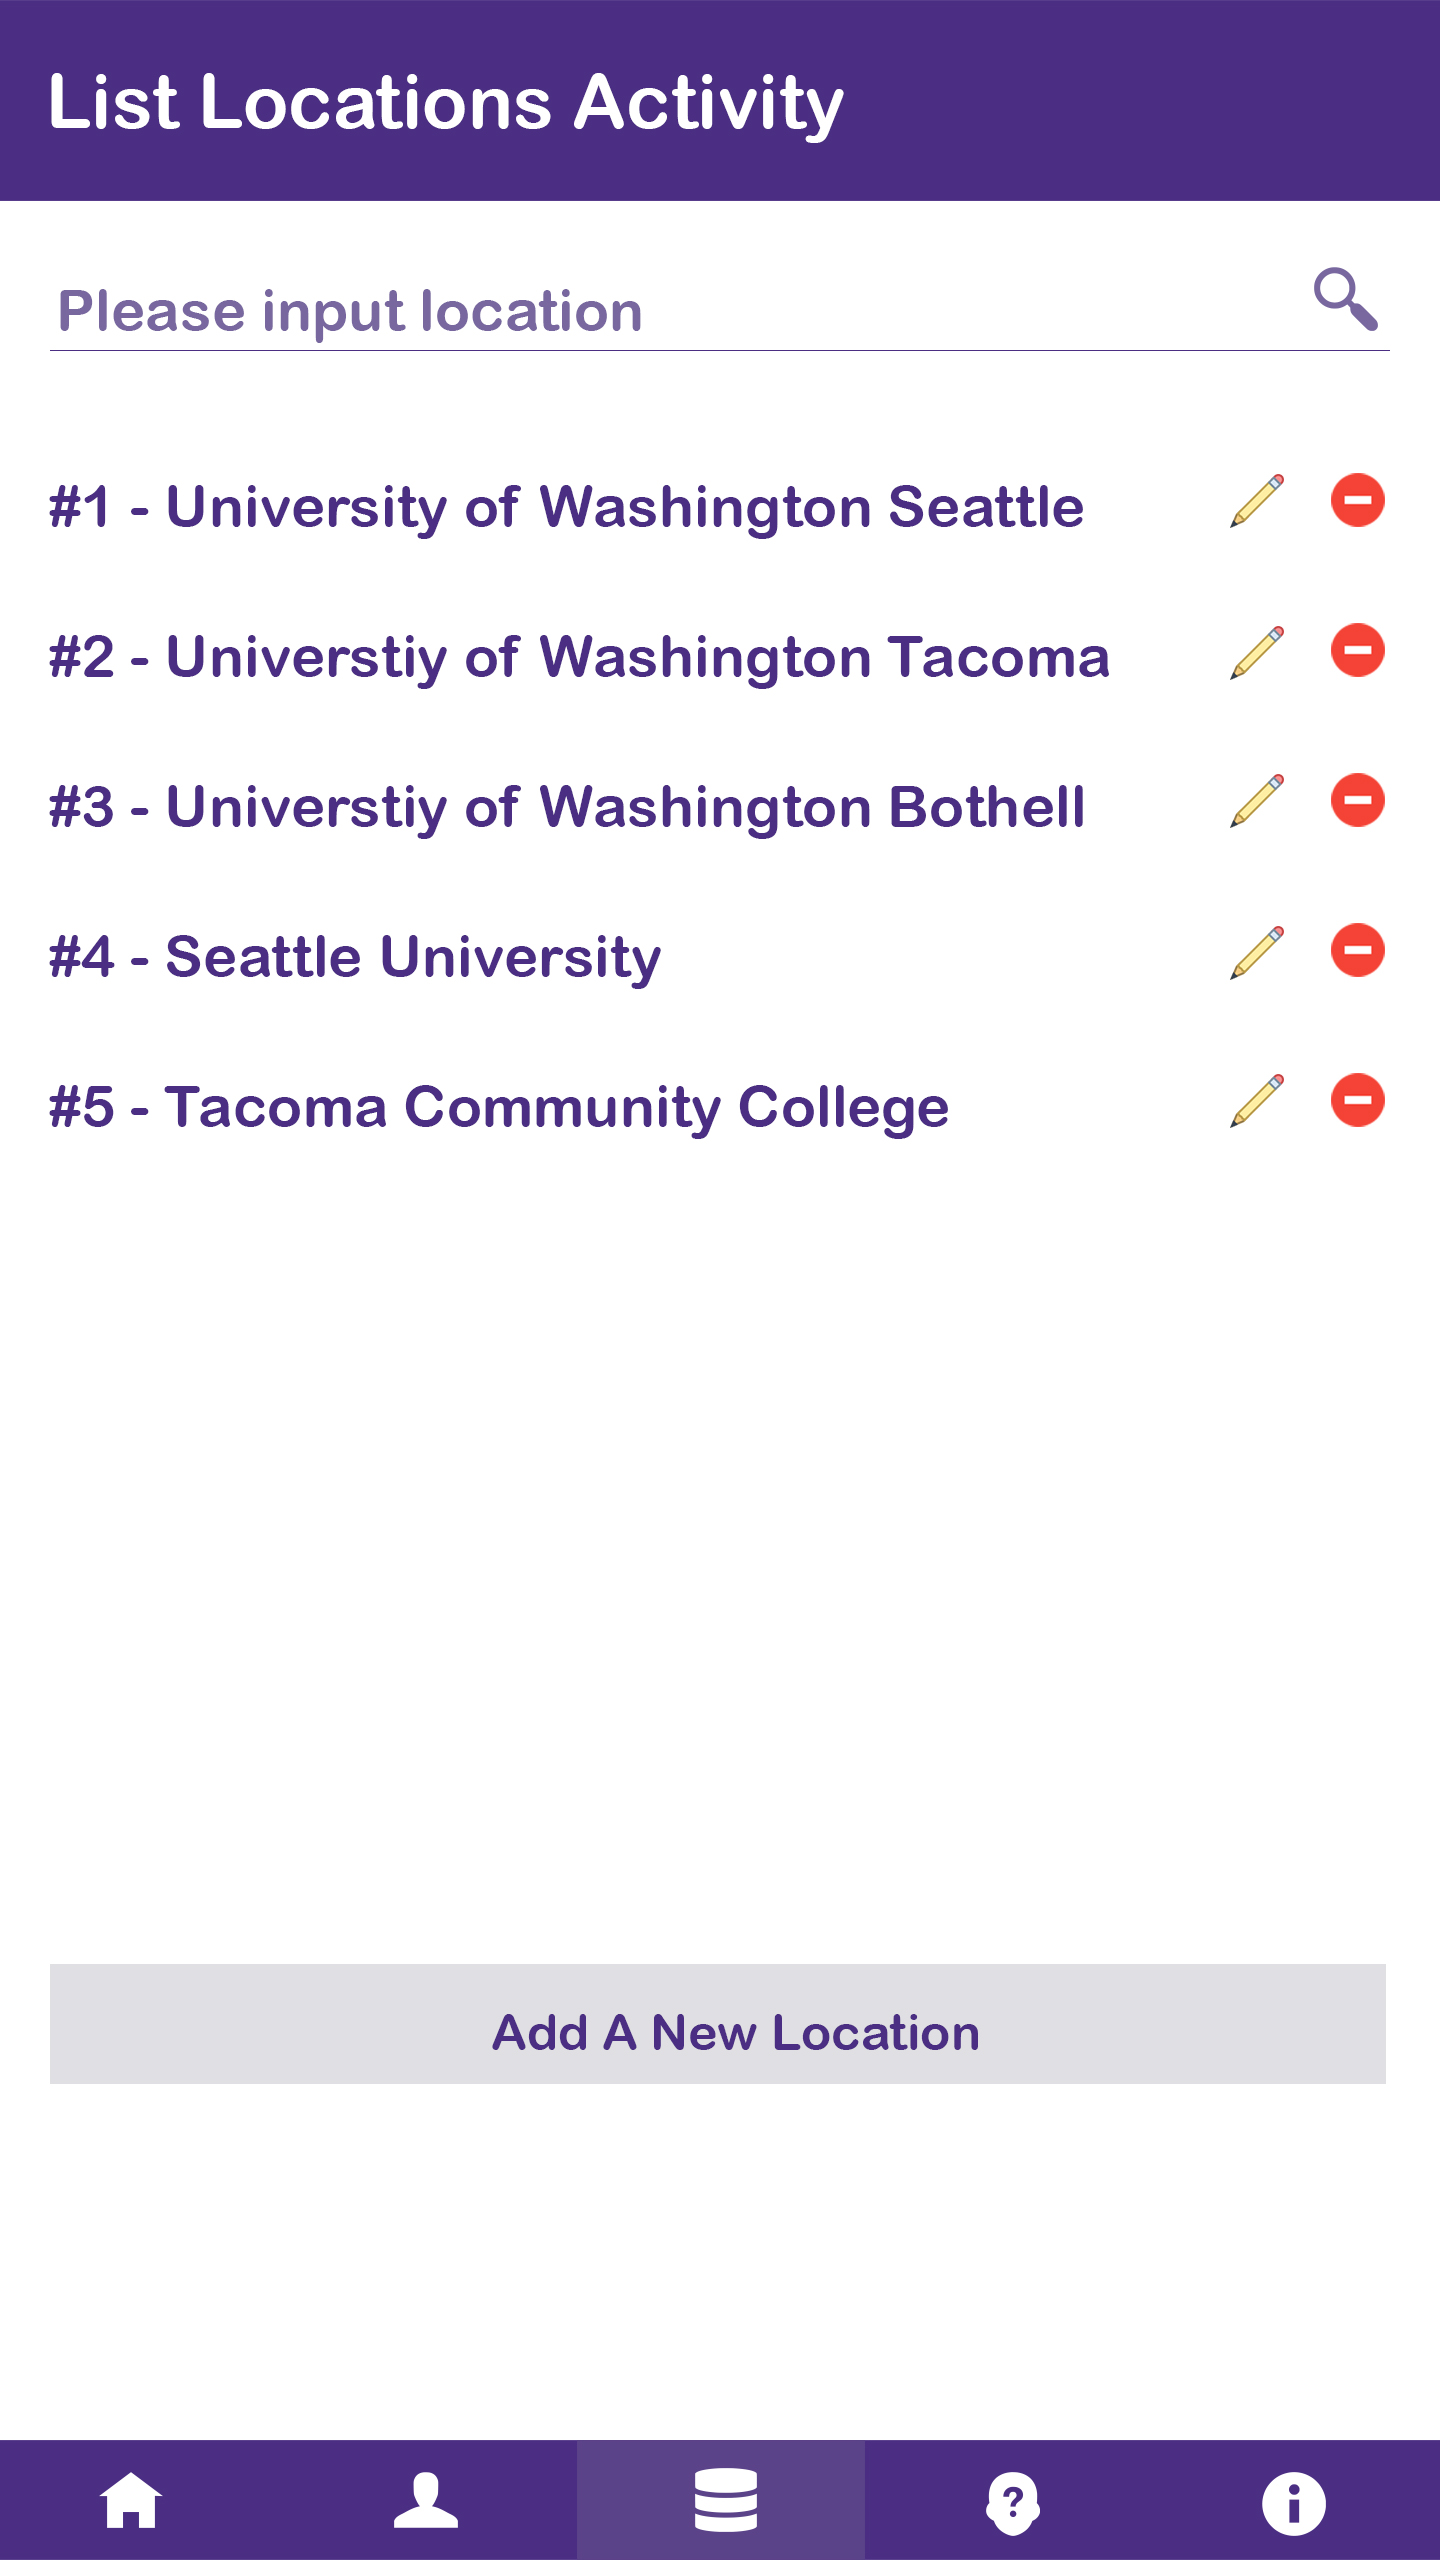 List Locations Activity
Please input location
#1 - University of Washington Seattle
#2 - Universtiy of Washington Tacoma
#3 - Universtiy of Washington Bothell
#4 - Seattle University
#5 - Tacoma Community College
Add A New Location